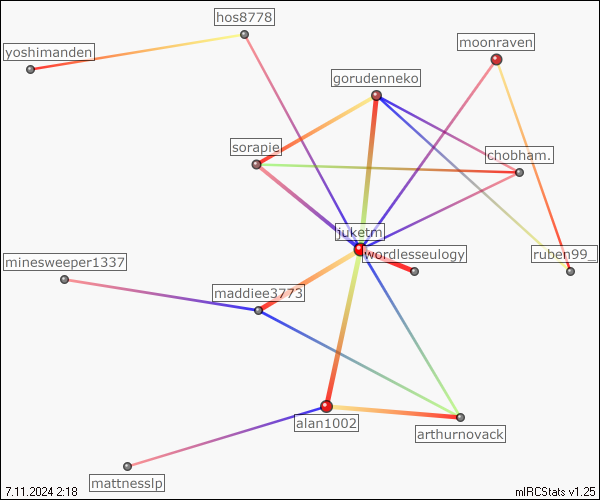 hos8778
yoshimanden
moonraven
gorudenneko
sorapie
chobham.
juketm
wordlesseulogy
ruben99_
minesweeper1337
maddiee3773
alan1002
arthurnovack
mattnesslp
7.11.2024 2:18
mIRCStats v1.25